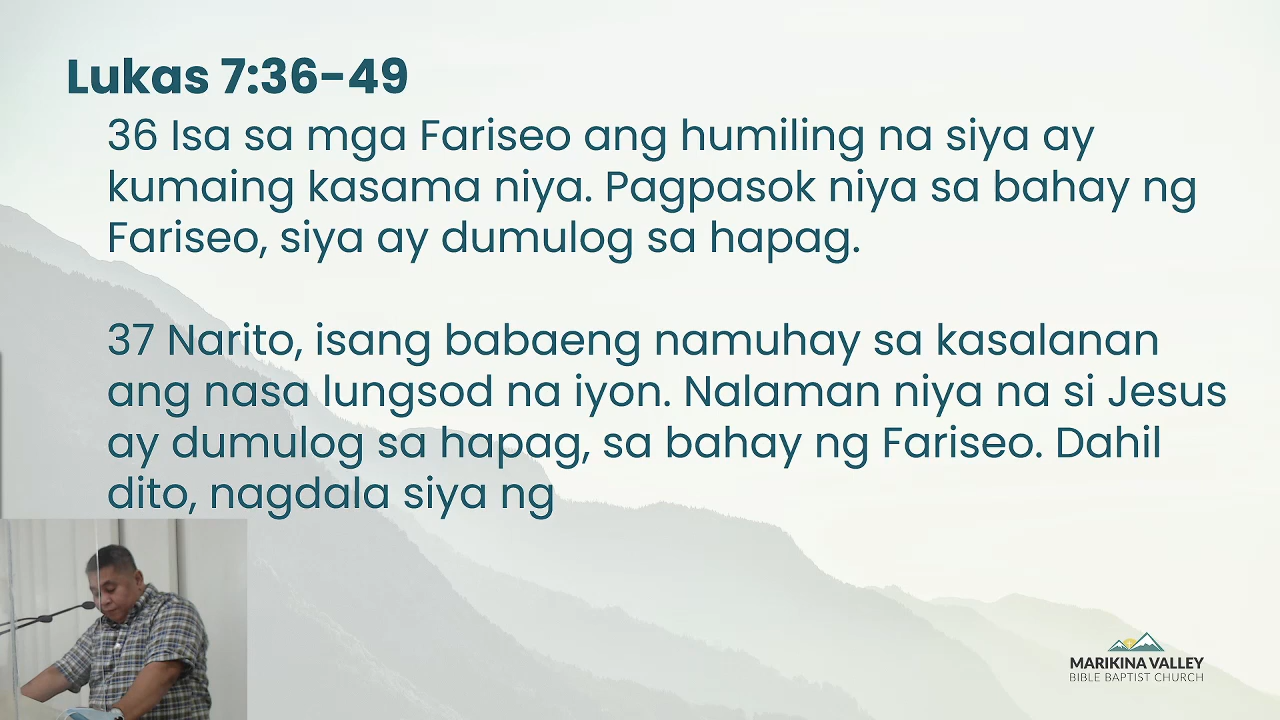 Lukas 7:36-49
36 Isa sa mga Fariseo ang humiling na siya ay
kumaing kasama niya. Pagpasok niya sa bahay ng
Fariseo, siya ay dumulog sa hapag.
37 Narito, isang babaeng namuhay sa kasalanan
ang nasa lungsod na iyon. Nalaman niya na si Jesus
ay dumulog sa hapag, sa bahay ng Fariseo. Dahil
dito, nagdala siya ng
MARIKINA VALLEY
BIBLE BAPTIST CHURCH